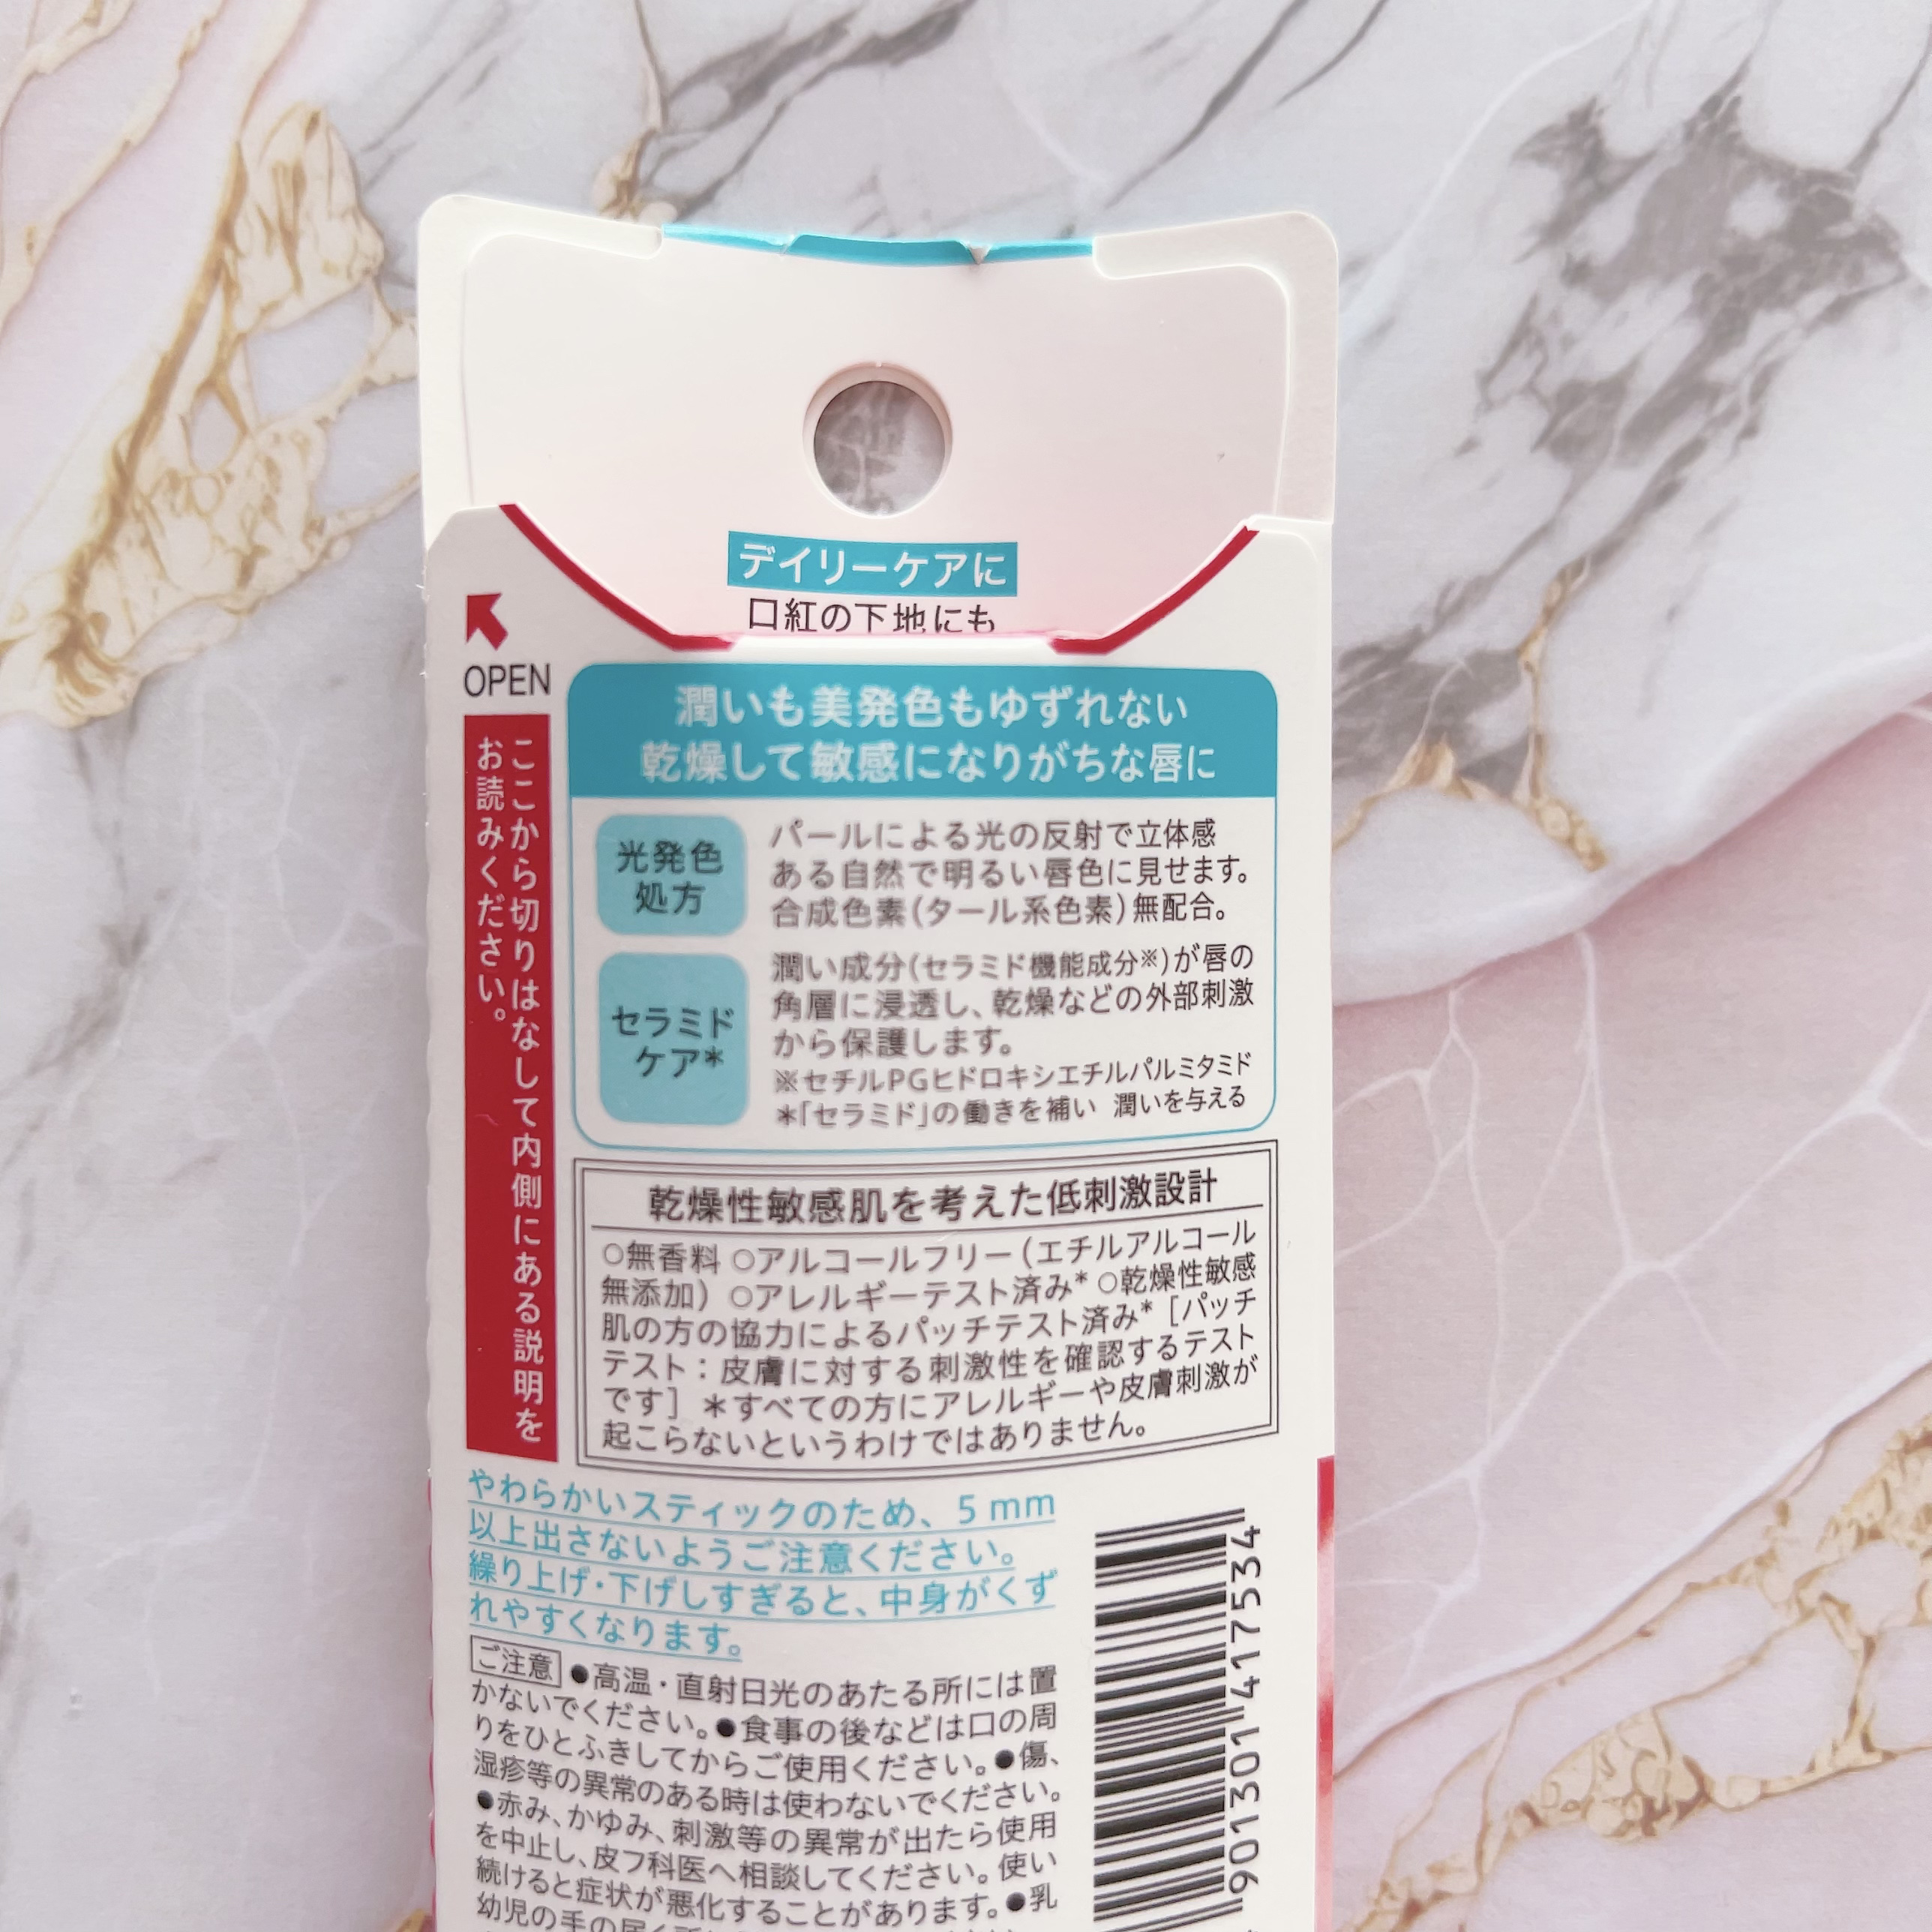 デイリーケアに
口紅の下地にも
OPEN
ここから切りはなして内側にある説明を
お読みください。
潤いも美発色もゆずれない
乾燥して敏感になりがちな唇に
光発色
処方
パールによる光の反射で立体感
ある自然で明るい唇色に見せます。
合成色素(タール系色素)無配合。
セラミド
ケア*
潤い成分(セラミド機能成分※)が唇の
角層に浸透し、乾燥などの外部刺激
から保護します。
※セチルPGヒドロキシエチルパルミタミド
*「セラミド」の働きを補い 潤いを与える
乾燥性敏感肌を考えた低刺激設計
○無香料 ○アルコールフリー(エチルアルコール
無添加) ○アレルギーテスト済み* ○乾燥性敏感
肌の方の協力によるパッチテスト済み* [パッチ
テスト:皮膚に対する刺激性を確認するテスト
です] *すべての方にアレルギーや皮膚刺激が
起こらないというわけではありません。
やわらかいスティックのため、5mm
以上出さないようご注意ください。
繰り上げ・下げしすぎると、中身がくず
れやすくなります。
ご注意 ●高温・直射日光のあたる所には置
かないでください。●食事の後などは口の周
りをひとふきしてからご使用ください。●傷、
湿疹等の異常のある時は使わないでください。
●赤み、かゆみ、刺激等の異常が出たら使用
を中止し、皮フ科医へ相談してください。使い
続けると症状が悪化することがあります。●乳
幼児の手の届く所に
4901301417534